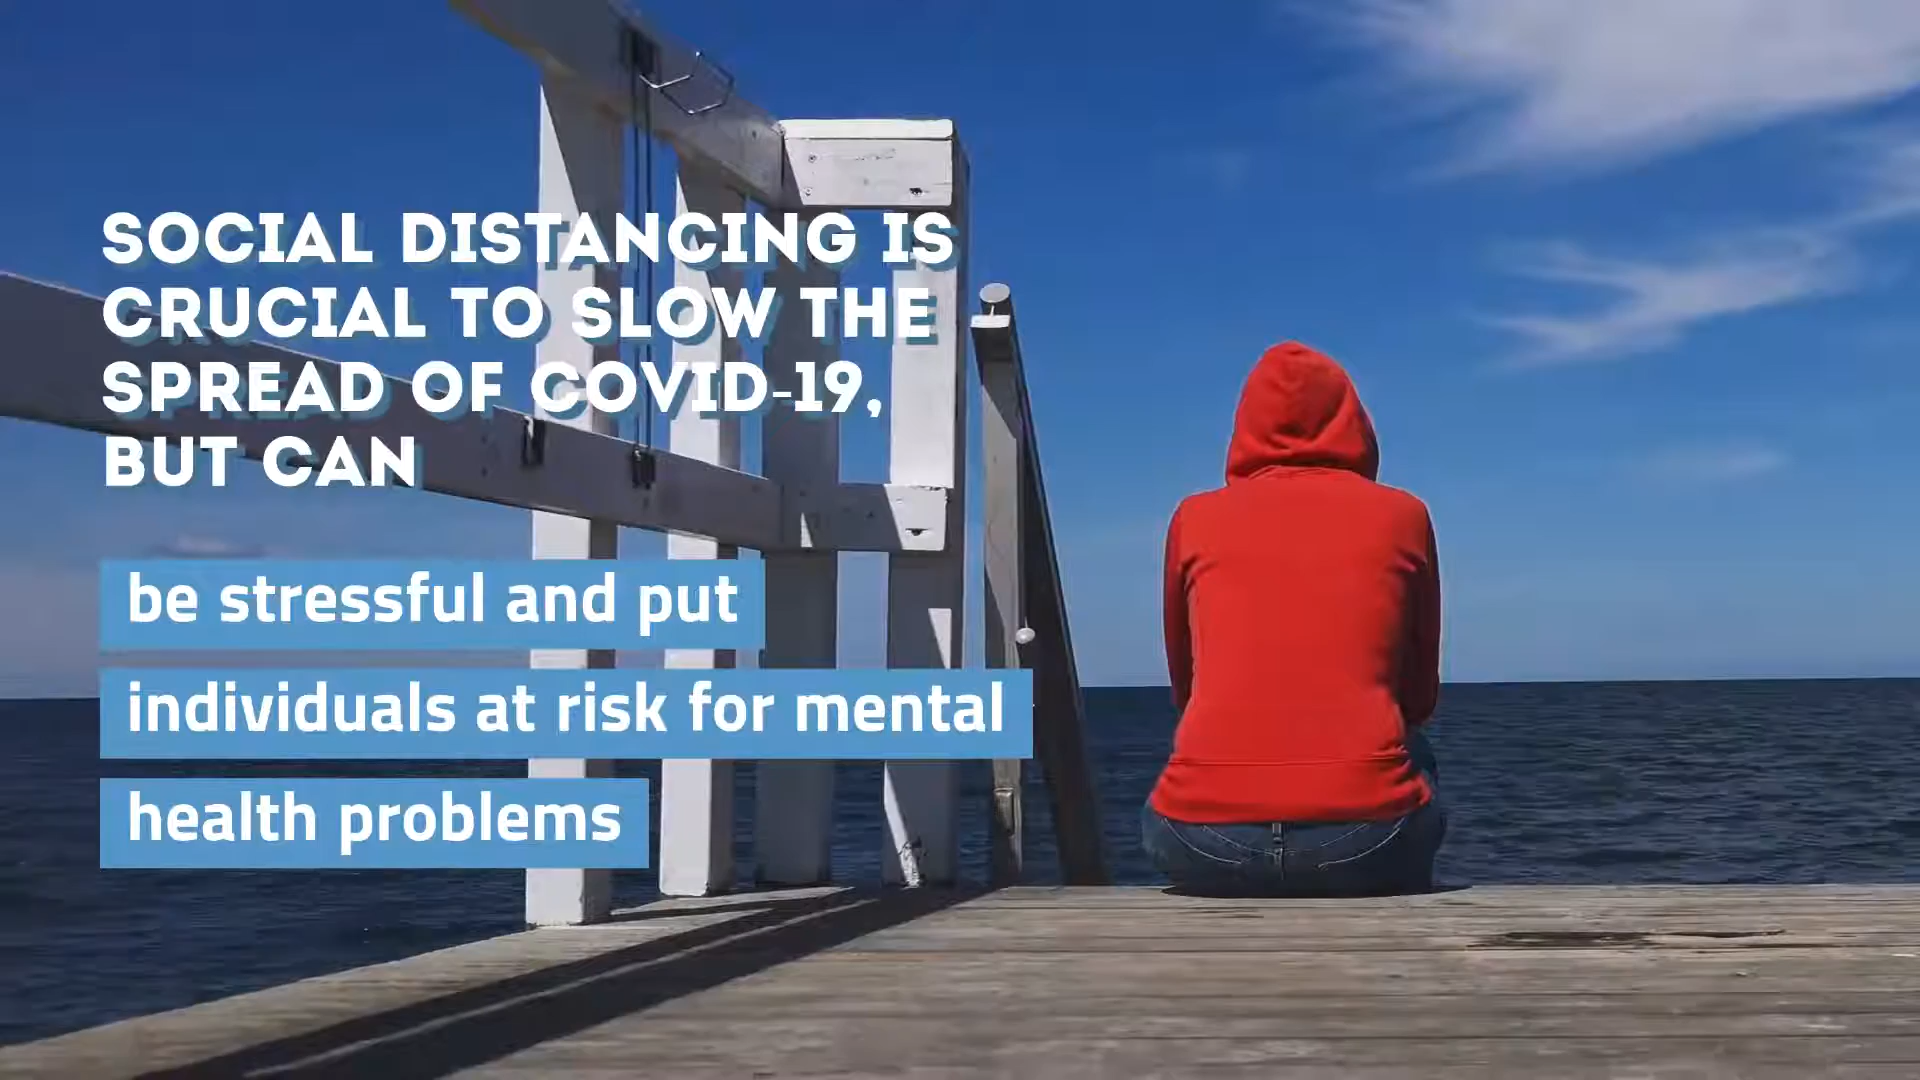 SOCIAL DISTANCING IS
CRUCIAL TO SLOW THE
SPREAD OF COVID-19,
BUT CAN
be stressful and put
individuals at risk for mental
health problems